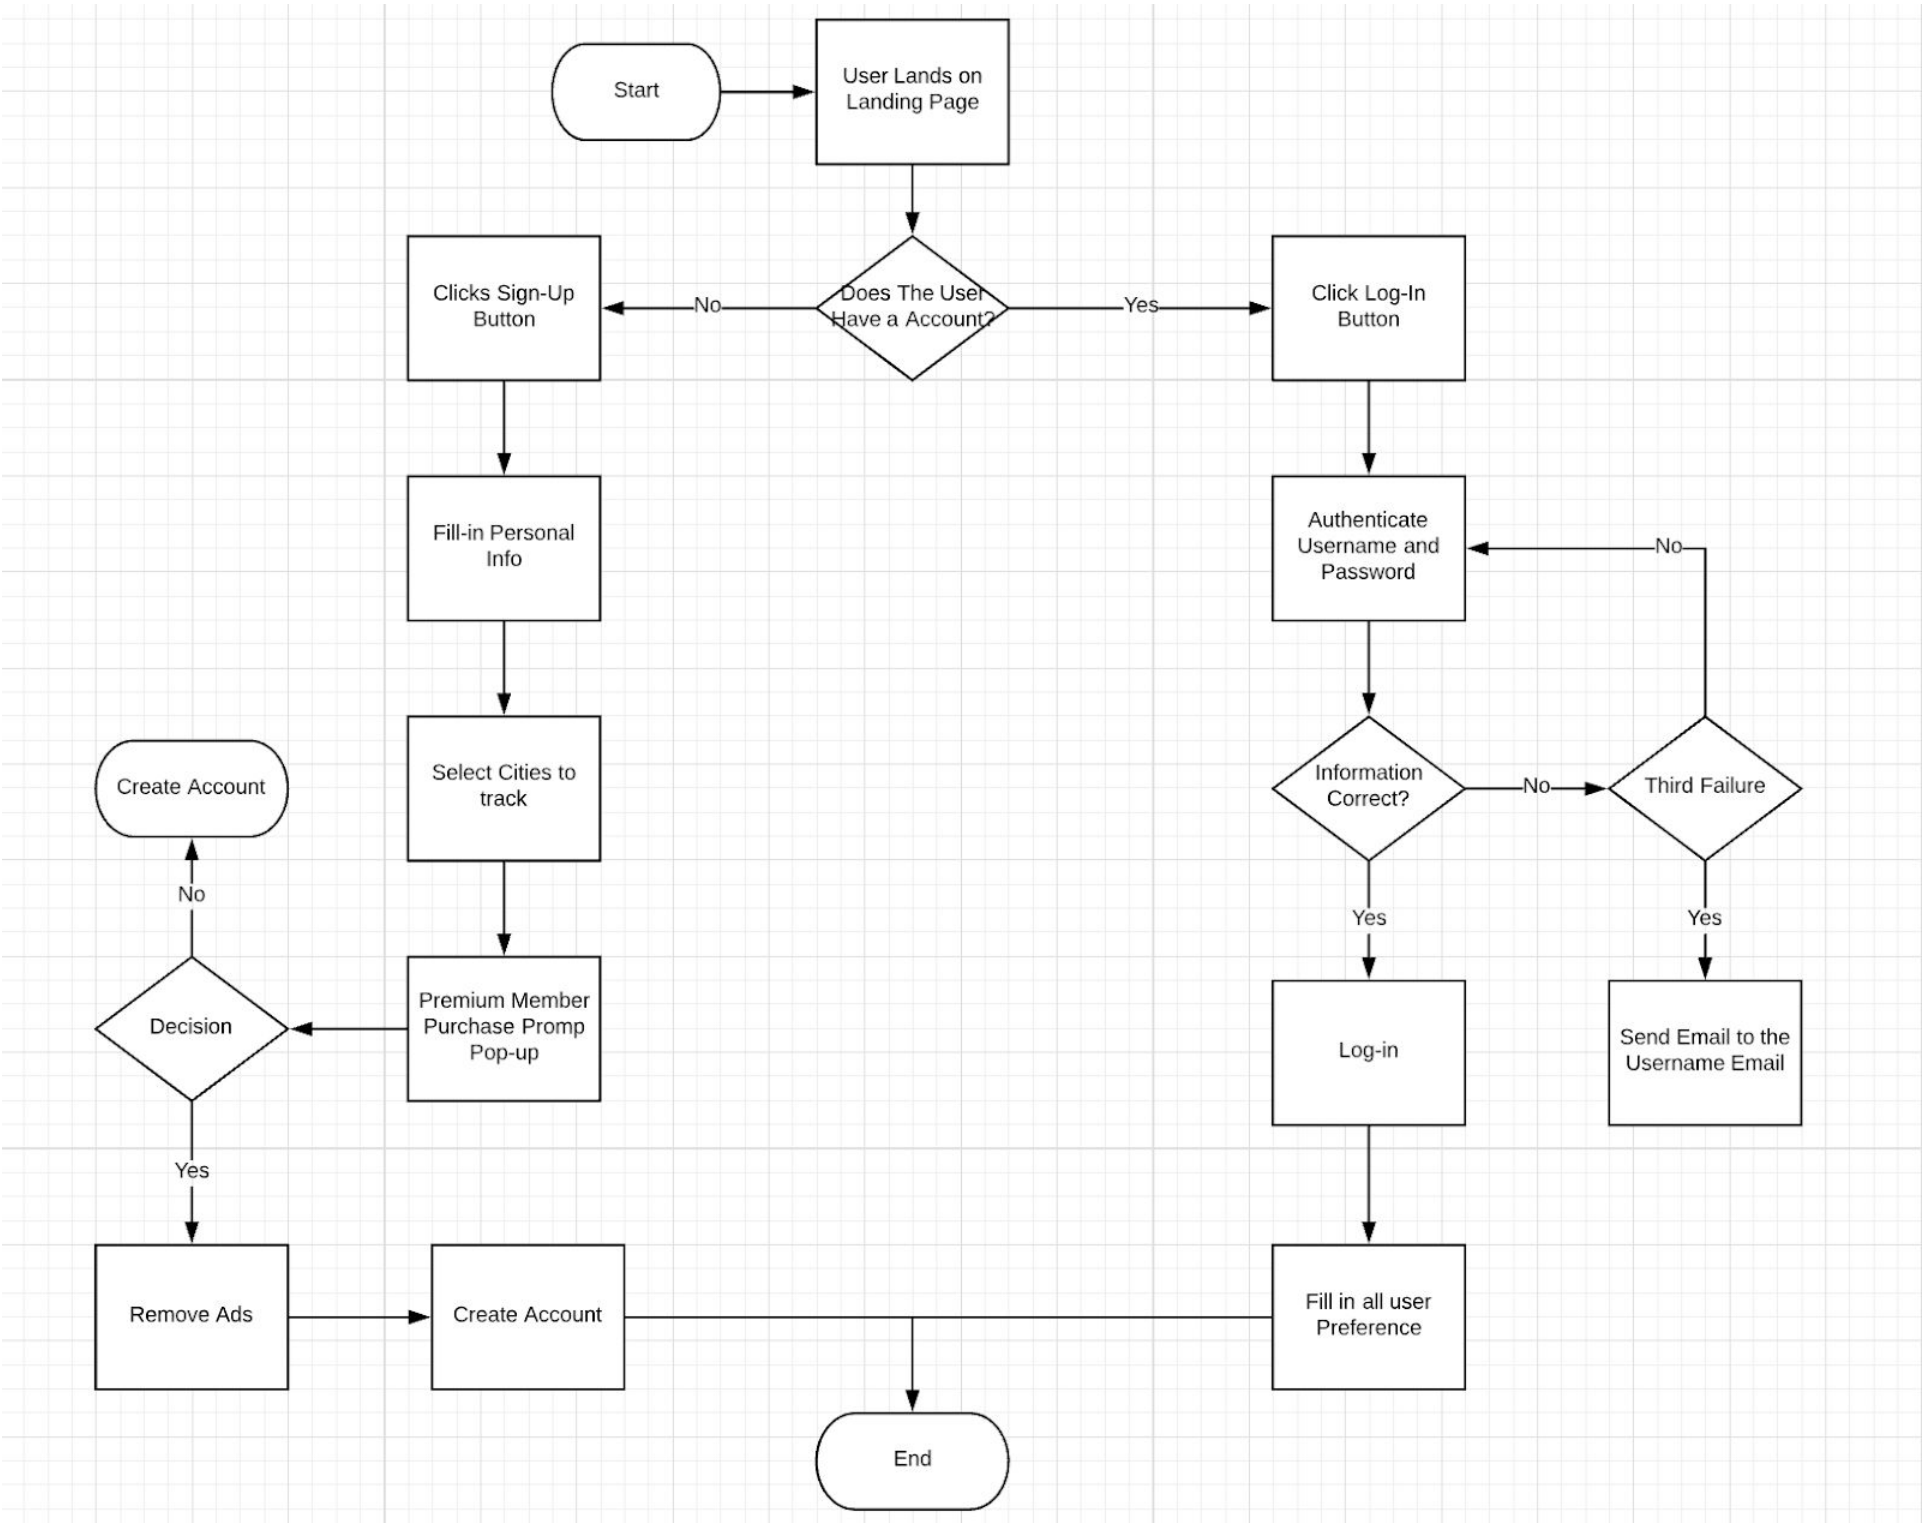 Start
User Lands on
Landing Page
Clicks Sign-Up
Button
No
Does The User
Have a Account?
Yes
Click Log-In
Button
Fill-in Personal
Info
Authenticate
Username and
Password
No
Select Cities to
track
Create Account
Information
Correct?
No
Third Failure
No
Yes
Yes
Premium Member
Purchase Promp
Pop-up
Decision
Log-in
Send Email to the
Username Email
Yes
Remove Ads
Create Account
Fill in all user
Preference
End